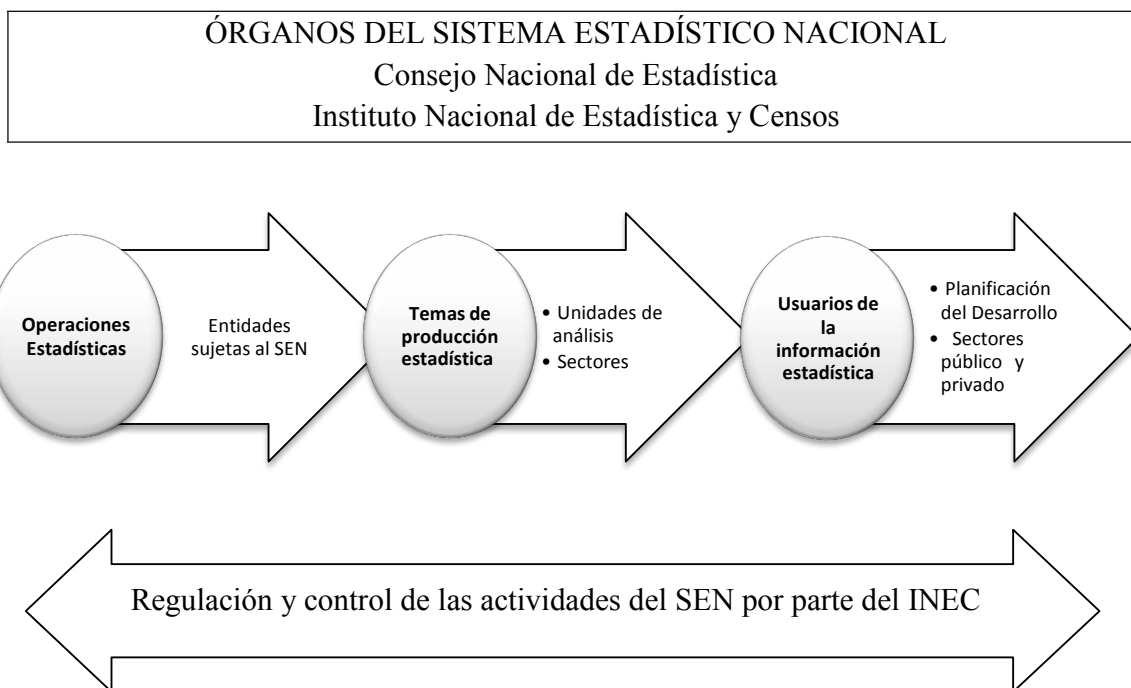 ÓRGANOS DEL SISTEMA ESTADÍSTICO NACIONAL
Consejo Nacional de Estadística
Instituto Nacional de Estadística y Censos
Operaciones
Estadísticas
Entidades
sujetas al SEN
Temas de
producción
estadística
• Unidades de
análisis
• Sectores
Usuarios de
la
información
estadística
• Planificación
del Desarrollo
• Sectores
público y
privado
Regulación y control de las actividades del SEN por parte del INEC